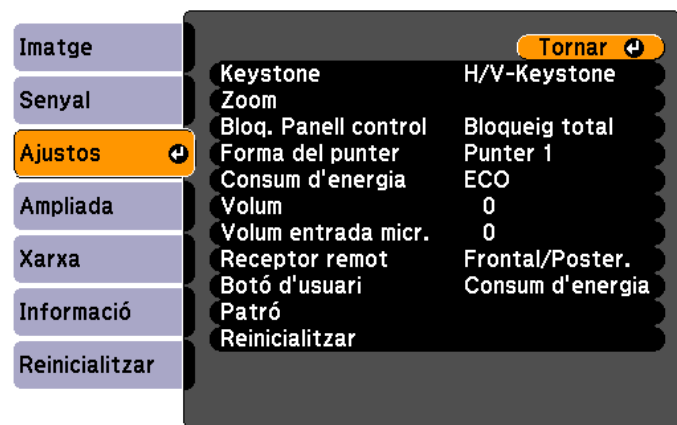 Imatge
Senyal
Ajustos
Ampliada
Xarxa
Informació
Reinicialitzar
Tornar
Keystone H/V-Keystone
Zoom
Bloq. Panell control Bloqueig total
Forma del punter Punter 1
Consum d'energia ECO
Volum 0
Volum entrada micr. 0
Receptor remot Frontal/Poster.
Botó d'usuari Consum d'energia
Patró
Reinicialitzar